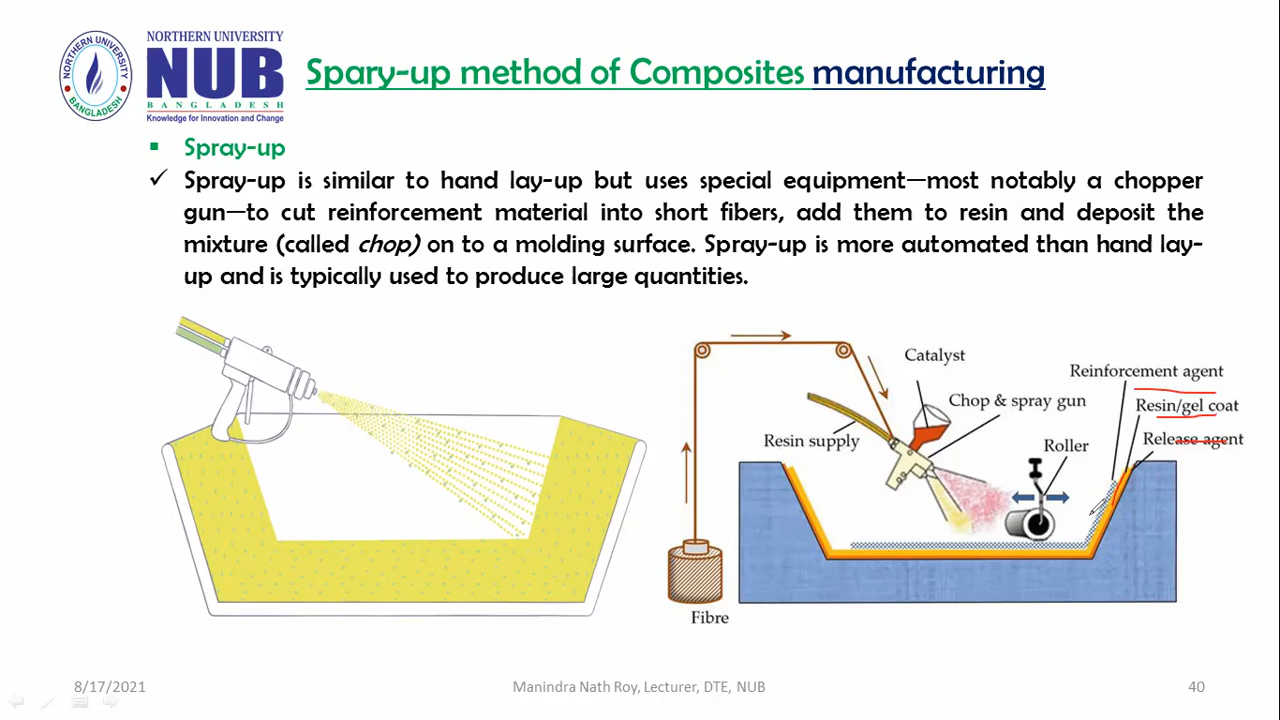 NORTHERN UNIVERSITY
BANGLADESH
NORTHERN UNIVERSITY
NUB
BANGLADESH
Knowledge for Innovation and Change
Spary-up method of Composites manufacturing
▪ Spray-up
✓ Spray-up is similar to hand lay-up but uses special equipment—most notably a chopper
gun—to cut reinforcement material into short fibers, add them to resin and deposit the
mixture (called chop) on to a molding surface. Spray-up is more automated than hand lay-
up and is typically used to produce large quantities.
Catalyst
Reinforcement agent
Chop & spray gun
Resin/gel coat
Resin supply
Roller
Release agent
Fibre
8/17/2021
Manindra Nath Roy, Lecturer, DTE, NUB
40